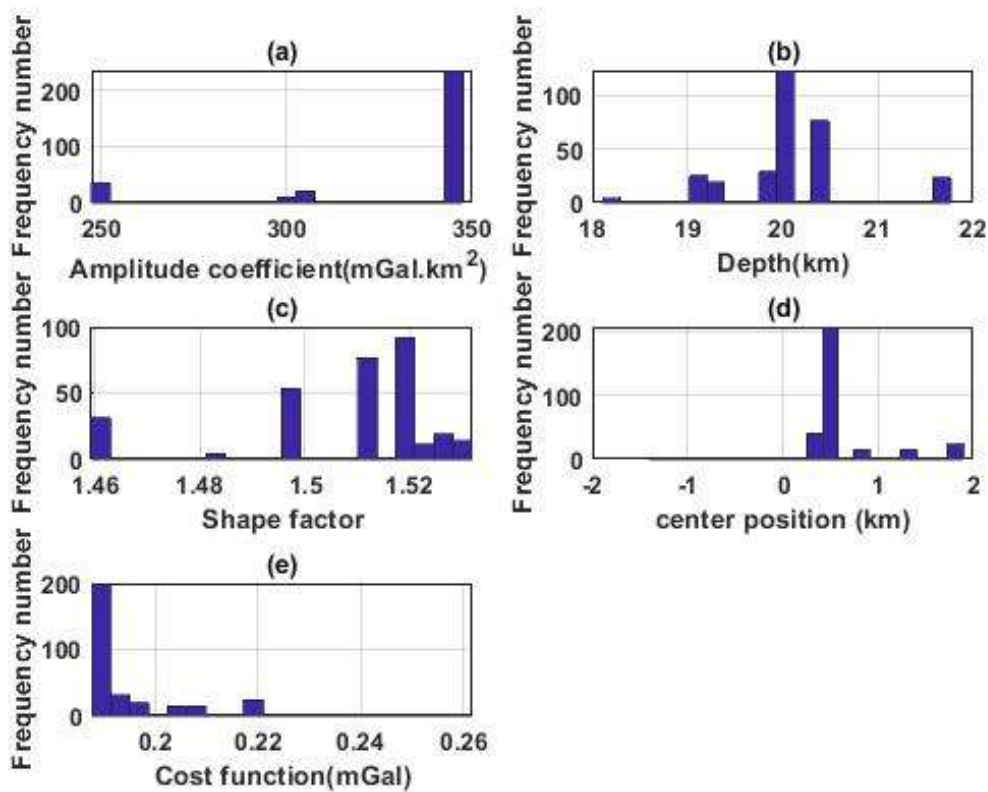 (a)
Frequency number
200
100
0
250 300 350
Amplitude coefficient(mGal.km²)
(b)
Frequency number
100
50
0
18 19 20 21 22
Depth(km)
(c)
Frequency number
100
50
0
1.46 1.48 1.5 1.52
Shape factor
(d)
Frequency number
200
100
0
-2 -1 0 1 2
center position (km)
(e)
Frequency number
200
100
0
0.2 0.22 0.24 0.26
Cost function(mGal)